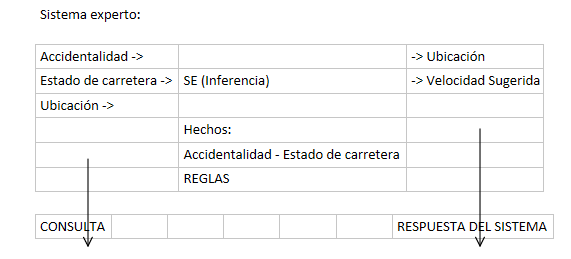 Sistema experto:
Accidentalidad -> -> Ubicación
Estado de carretera -> SE (Inferencia) -> Velocidad Sugerida
Ubicación ->
Hechos:
Accidentalidad - Estado de carretera
REGLAS
CONSULTA RESPUESTA DEL SISTEMA